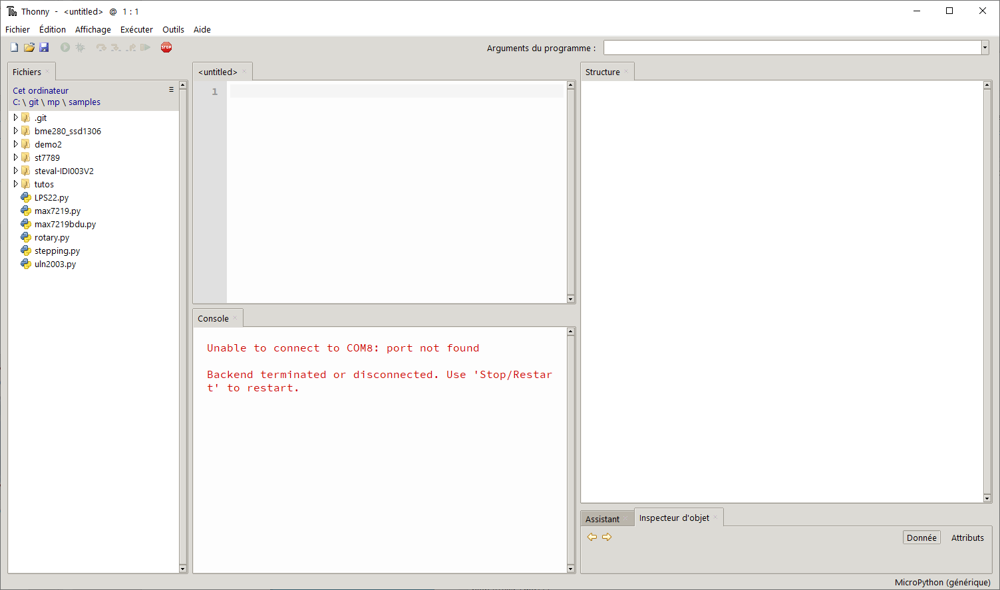 Thonny - <untitled> @ 1 : 1
Fichier Édition Affichage Exécuter Outils Aide
STOP
Arguments du programme :
Fichiers
Cet ordinateur
C: \ git \ mp \ samples
.git
bme280_ssd1306
demo2
st7789
steval-IDI003V2
tutos
LPS22.py
max7219.py
max7219bdu.py
rotary.py
stepping.py
uln2003.py
<untitled>
1
Console
Unable to connect to COM8: port not found
Backend terminated or disconnected. Use 'Stop/Restar
t' to restart.
Structure
Assistant
Inspecteur d'objet
Donnée
Attributs
MicroPython (générique)